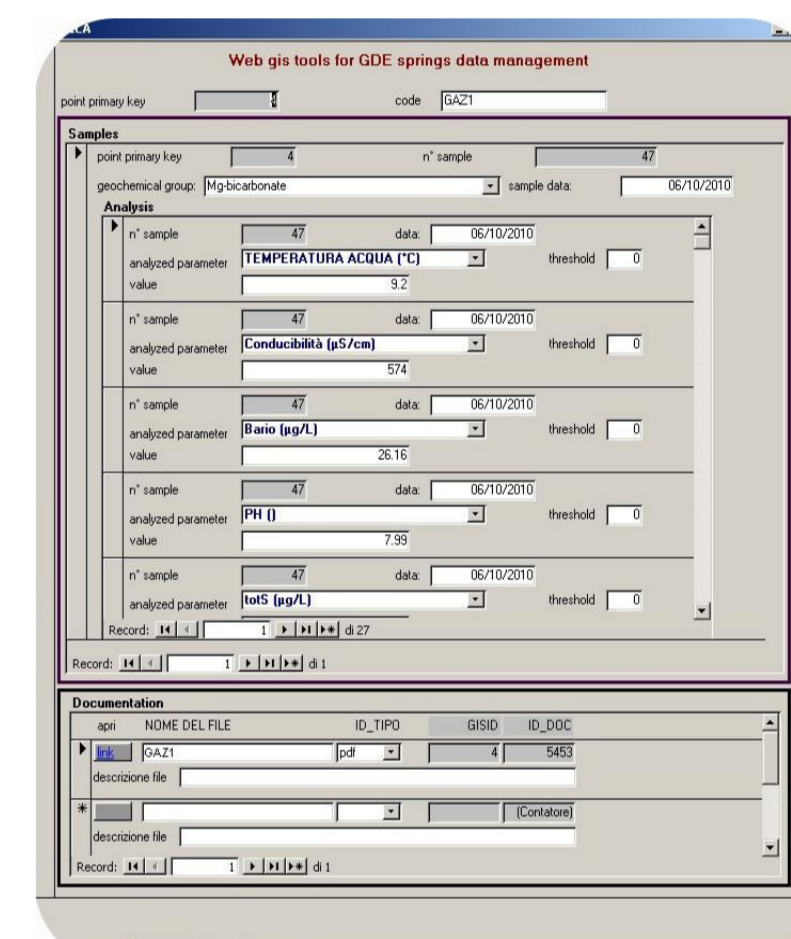 Web gis tools for GDE springs data management
point primary key code GAZ1
Samples
point primary key 4 n° sample 47
geochemical group: Mg-bicarbonate sample data: 06/10/2010
Analysis
n° sample 47 data: 06/10/2010
analyzed parameter TEMPERATURA ACQUA (°C) threshold 0
value 9.2
n° sample 47 data: 06/10/2010
analyzed parameter Conducibilità (µS/cm) threshold 0
value 574
n° sample 47 data: 06/10/2010
analyzed parameter Bario (µg/L) threshold 0
value 26.16
n° sample 47 data: 06/10/2010
analyzed parameter PH () threshold 0
value 7.99
n° sample 47 data: 06/10/2010
analyzed parameter totS (µg/L) threshold 0
Record: 1 di 27
Record: 1 di 1
Documentation
apri NOME DEL FILE ID_TIPO GISID ID_DOC
link GAZ1 pdf 4 5453
descrizione file
(Contatore)
descrizione file
Record: 1 di 1